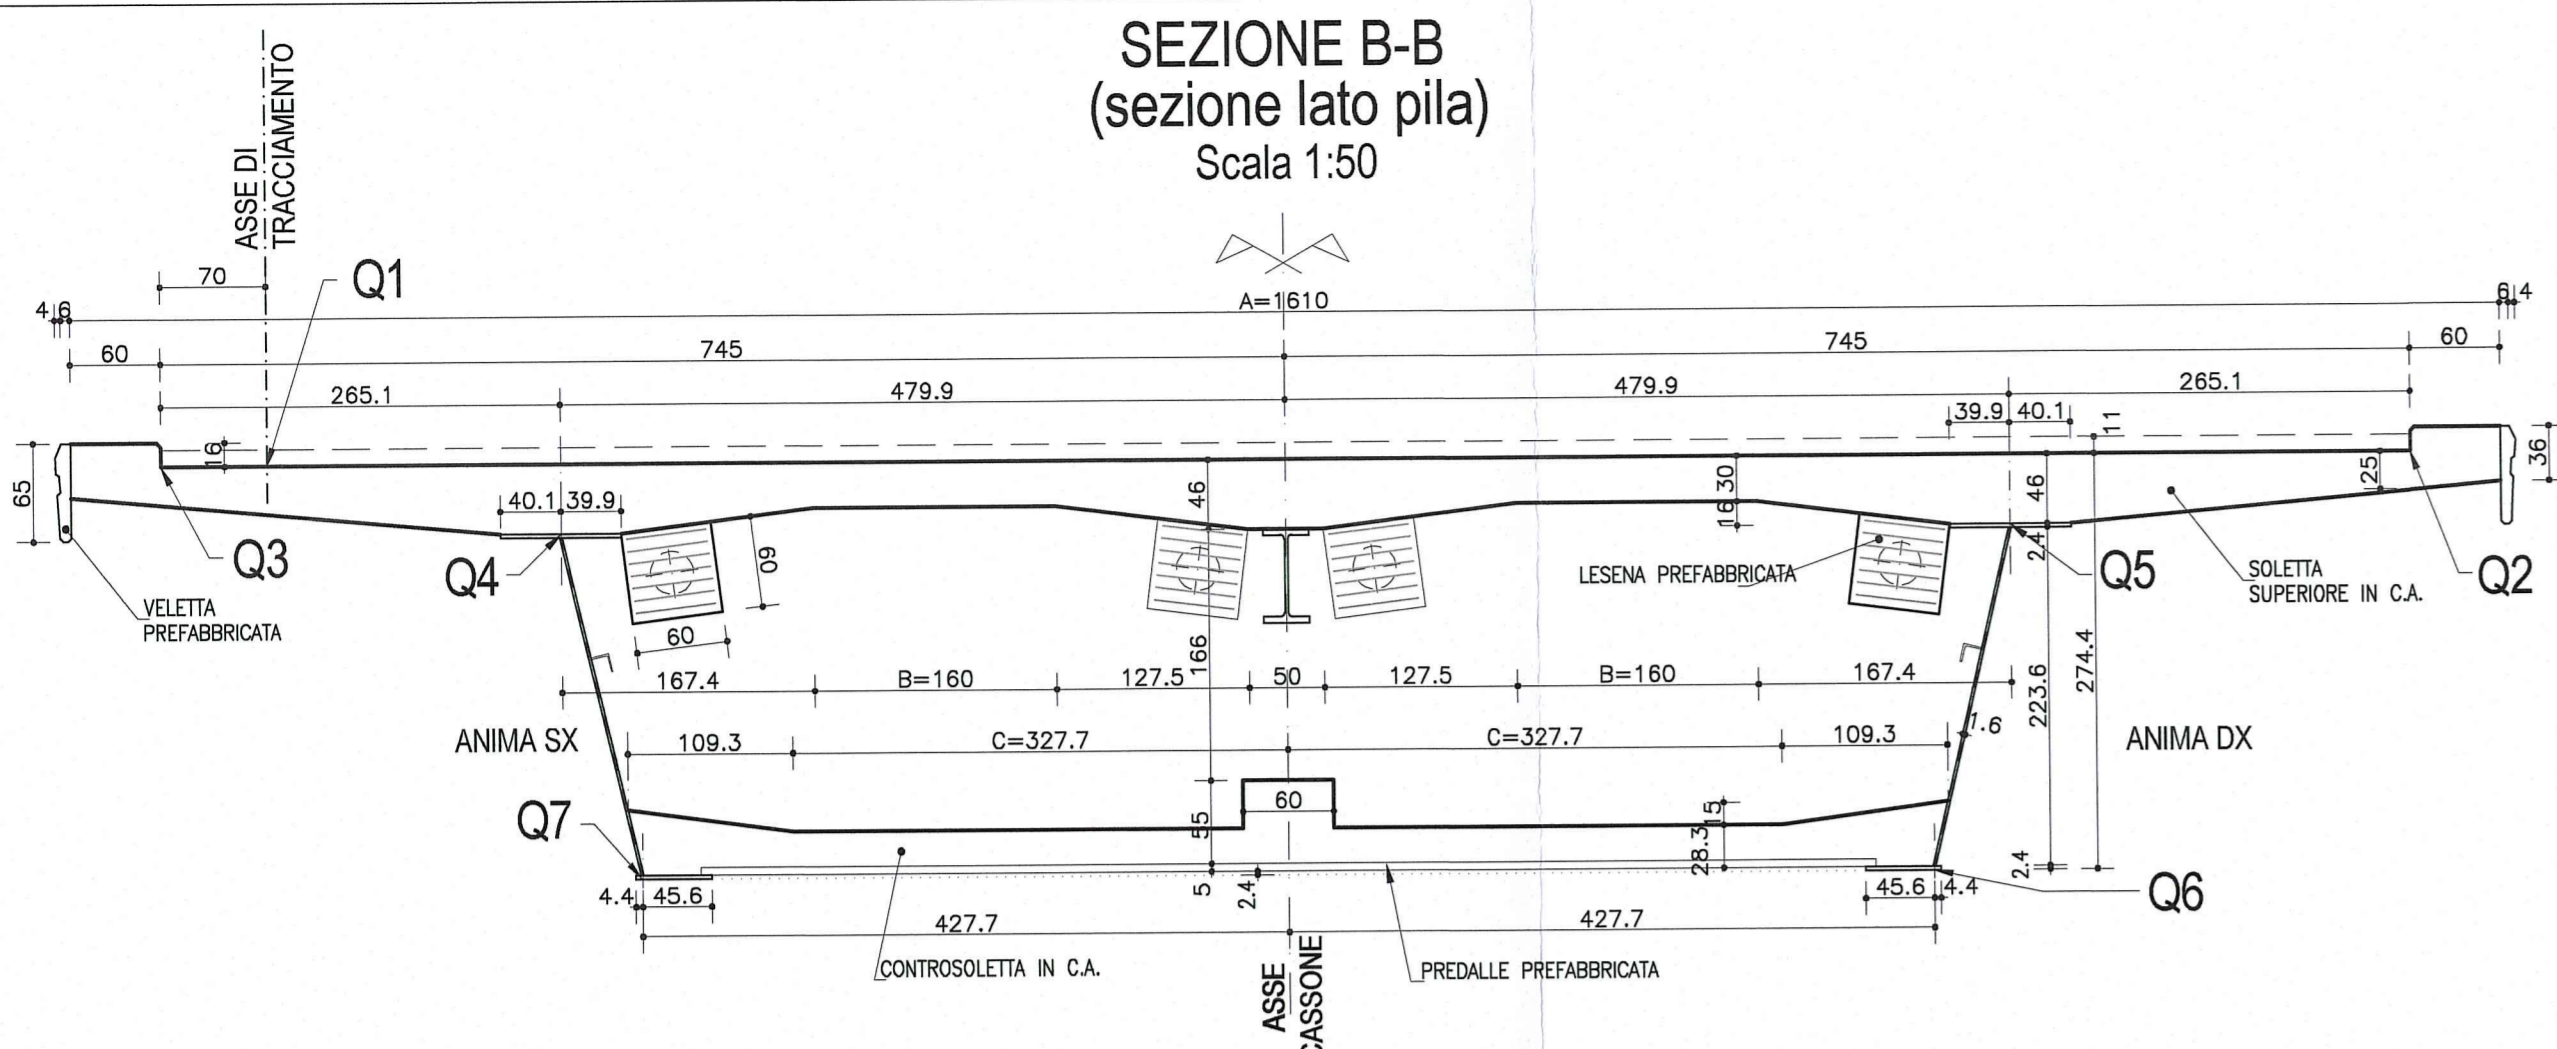 SEZIONE B-B
(sezione lato pila)
Scala 1:50
ASSE DI
TRACCIAMENTO
Q1
70
4 6
A=1610
6 4
60
745
745
60
265.1
479.9
479.9
265.1
39.9 40.1
11
16
65
40.1 39.9
46
30
16
46
25
36
2.4
Q3
Q4
60
60
LESENA PREFABBRICATA
Q5
SOLETTA
SUPERIORE IN C.A.
Q2
VELETTA
PREFABBRICATA
166
167.4
B=160
127.5
50
127.5
B=160
167.4
223.6
274.4
ANIMA SX
109.3
C=327.7
C=327.7
109.3
1.6
ANIMA DX
Q7
60
55
15
28.3
5
2.4
2.4
4.4 45.6
45.6 4.4
Q6
427.7
427.7
CONTROSOLETTA IN C.A.
PREDALLE PREFABBRICATA
ASSE
CASSONE